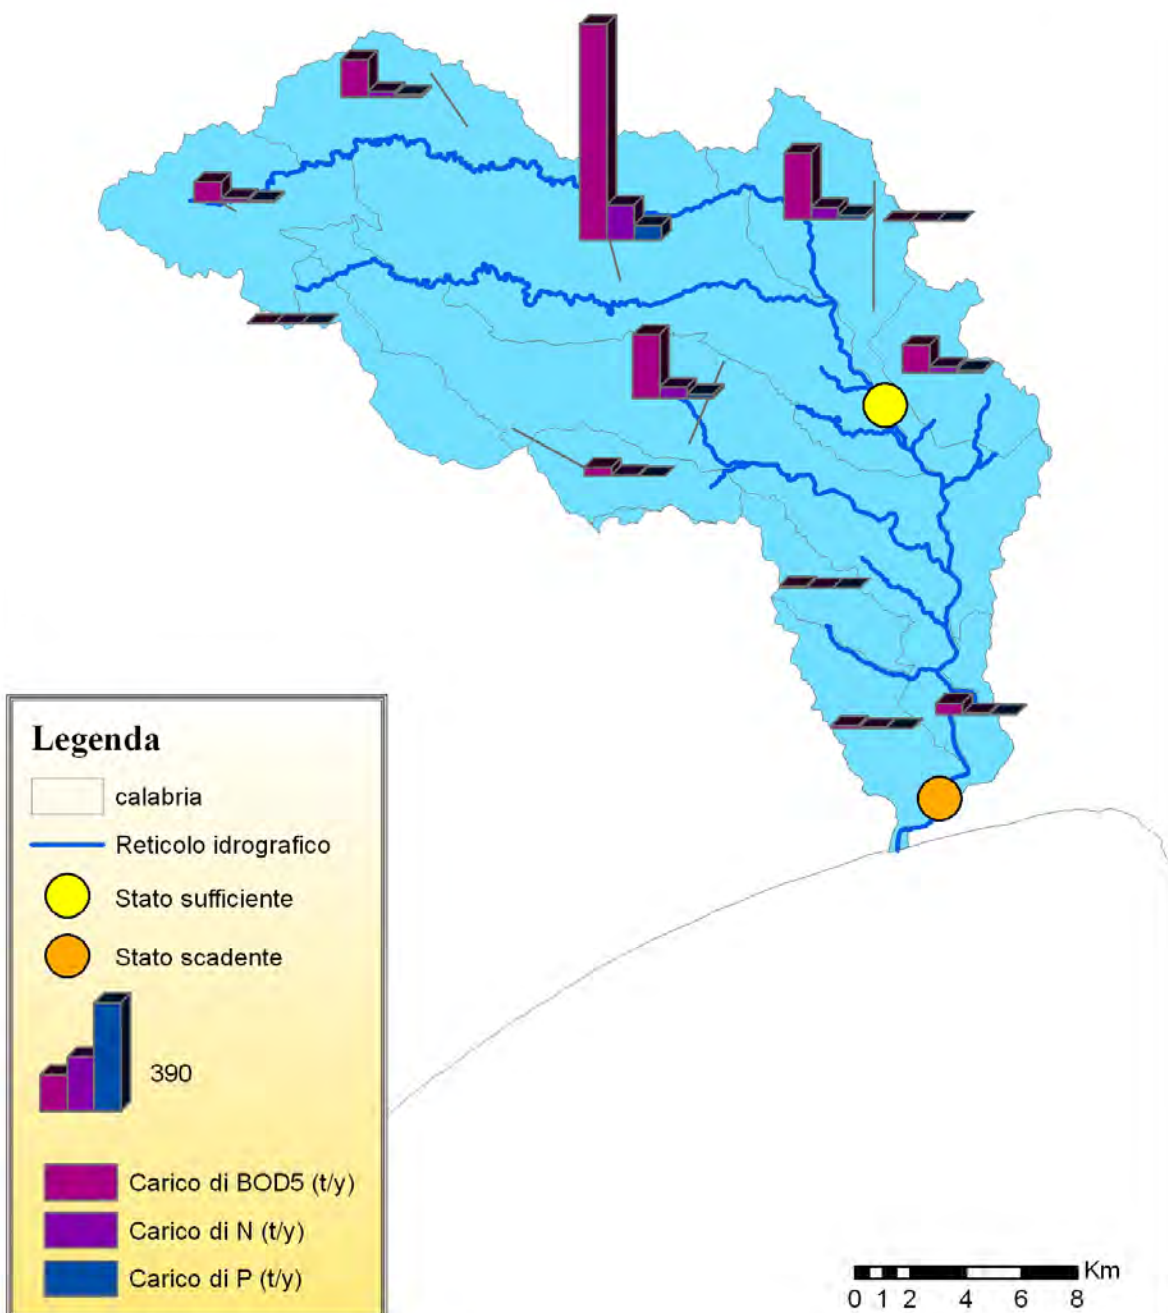 Legenda
calabria
Reticolo idrografico
Stato sufficiente
Stato scadente
390
Carico di BOD5 (t/y)
Carico di N (t/y)
Carico di P (t/y)
Km
0 1 2 4 6 8